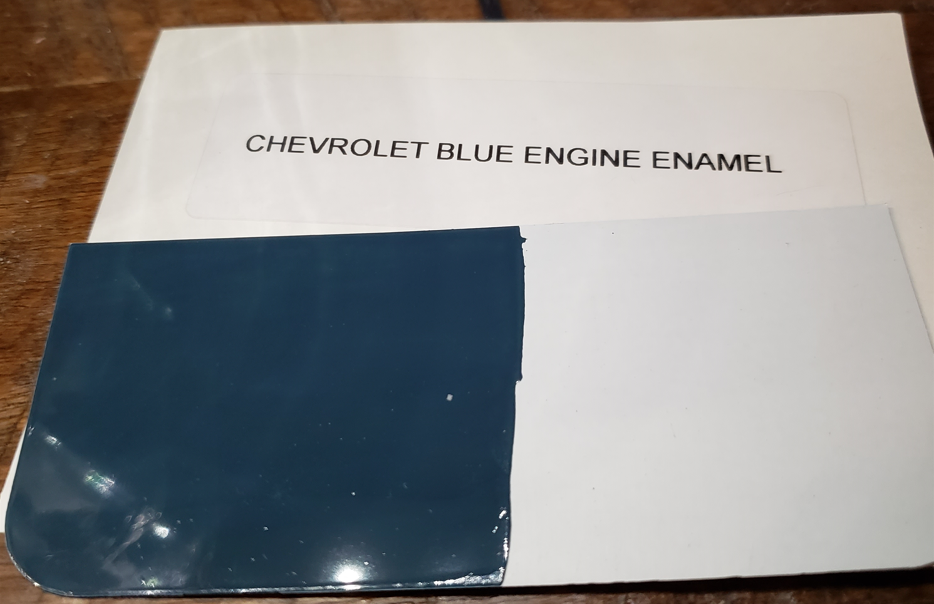 CHEVROLET BLUE ENGINE ENAMEL